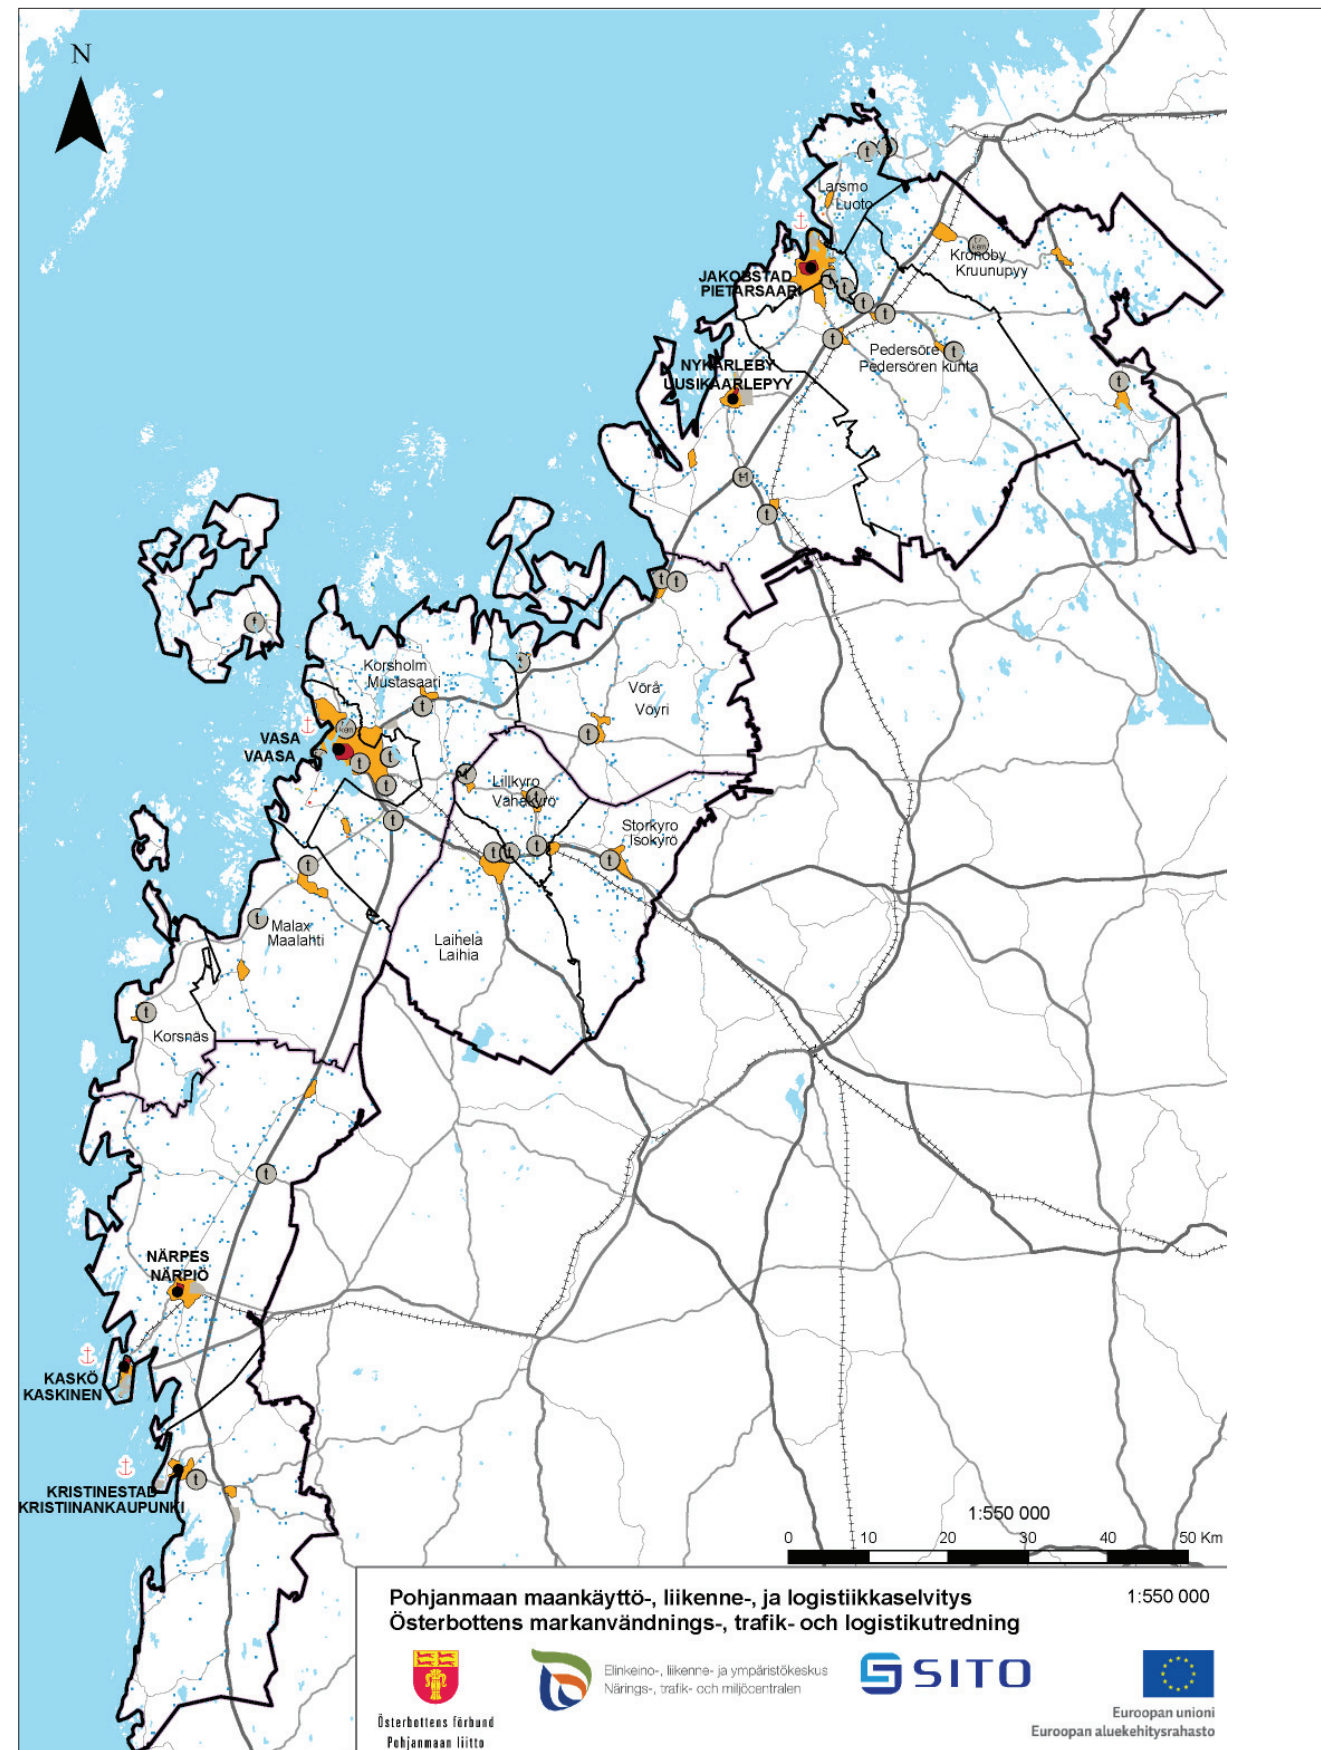 N
Larsmo
Luoto
Kronoby
Kruunupyy
JAKOBSTAD
PIETARSAARI
Pedersöre
Pedersören kunta
NYKARLEBY
UUSIKAARLEPYY
Korsholm
Mustasaari
Vörå
Vöyri
VASA
VAASA
Lillkyro
Vähäkyrö
Storkyro
Isokyrö
Malax
Maalahti
Laihela
Laihia
Korsnäs
NÄRPES
NÄRPIÖ
KASKÖ
KASKINEN
KRISTINESTAD
KRISTIINANKAUPUNKI
1:550 000
0 10 20 30 40 50 Km
Pohjanmaan maankäyttö-, liikenne-, ja logistiikkaselvitys
1:550 000
Österbottens markanvändnings-, trafik- och logistikutredning
Elinkeino-, liikenne- ja ympäristökeskus
Närings-, trafik- och miljöcentralen
SITO
Österbottens förbund
Pohjanmaan liitto
Euroopan unioni
Euroopan aluekehitysrahasto